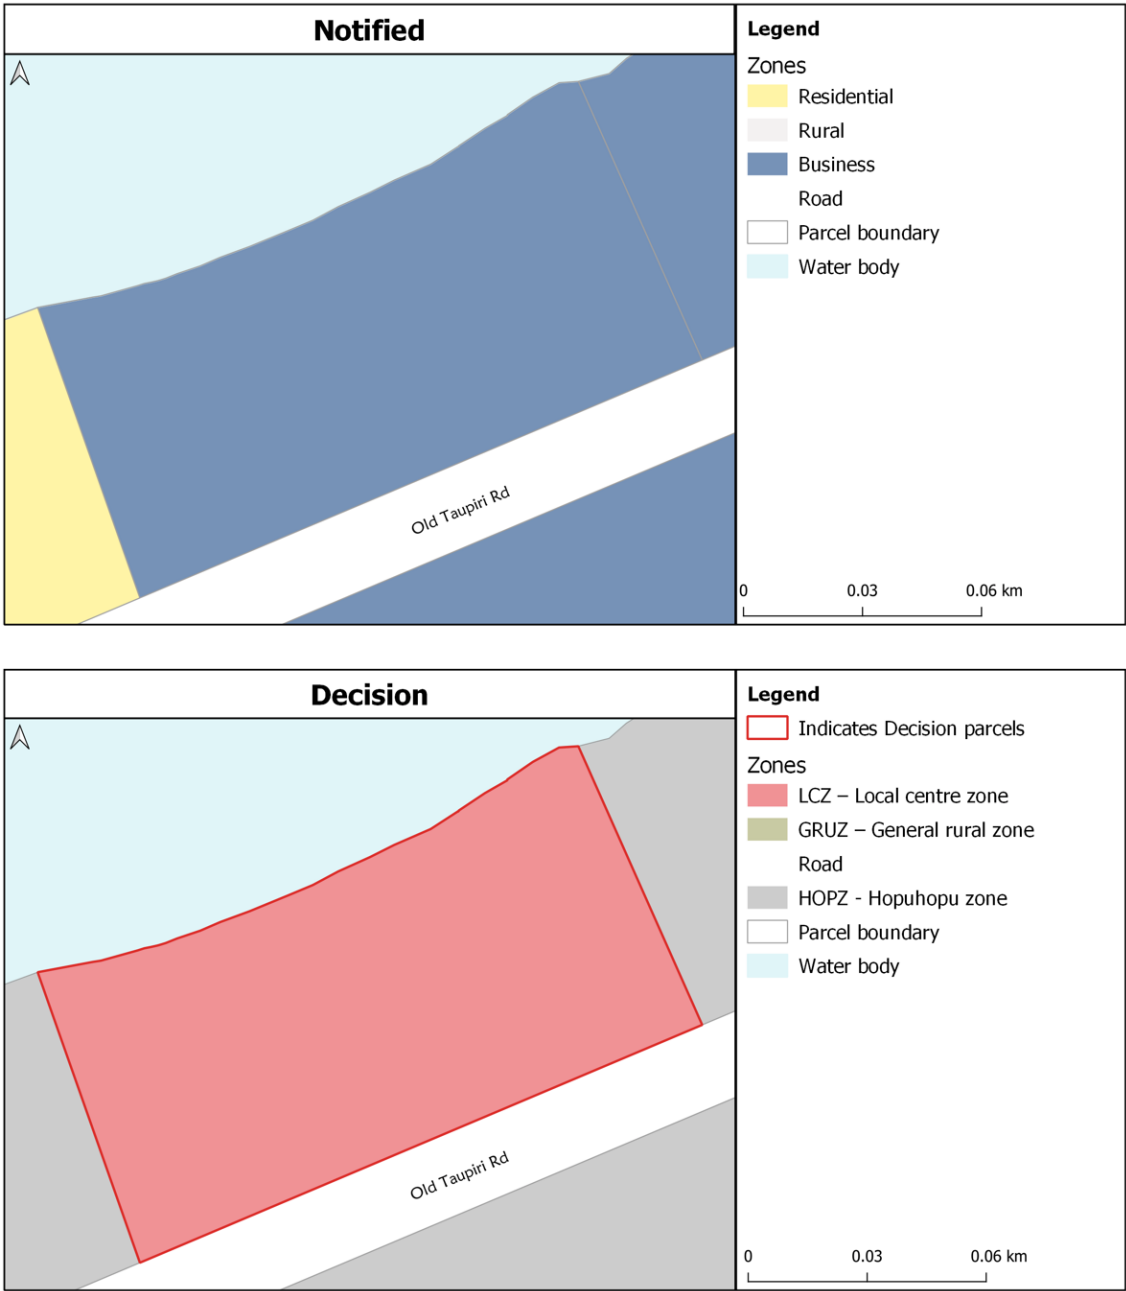 Notified
Old Taupiri Rd
Legend
Zones
Residential
Rural
Business
Road
Parcel boundary
Water body
0 0.03 0.06 km
Decision
Old Taupiri Rd
Legend
Indicates Decision parcels
Zones
LCZ – Local centre zone
GRUZ – General rural zone
Road
HOPZ - Hopuhopu zone
Parcel boundary
Water body
0 0.03 0.06 km